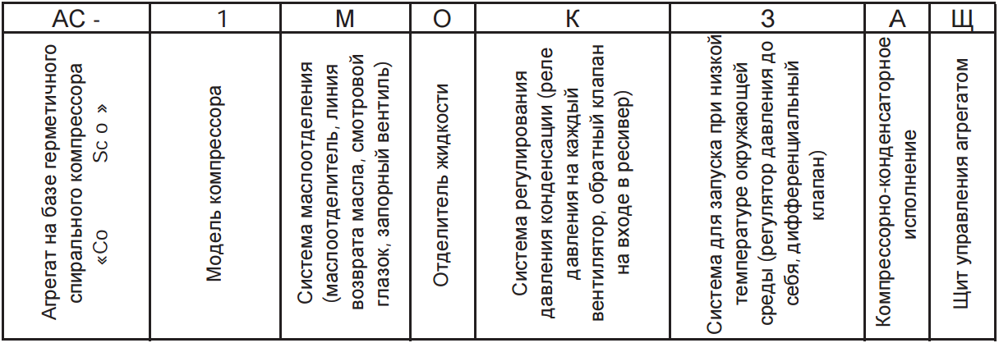 АС -
1
М
О
К
З
А
Щ
Агрегат на базе герметичного
спирального компрессора
«Co Sc o »
Модель компрессора
Система маслоотделения
(маслоотделитель, линия
возврата масла, смотровой
глазок, запорный вентиль)
Отделитель жидкости
Система регулирования
давления конденсации (реле
давления на каждый
вентилятор, обратный клапан
на входе в ресивер)
Система для запуска при низкой
температуре окружающей
среды (регулятор давления до
себя, дифференциальный
клапан)
Компрессорно-конденсаторное
исполнение
Щит управления агрегатом